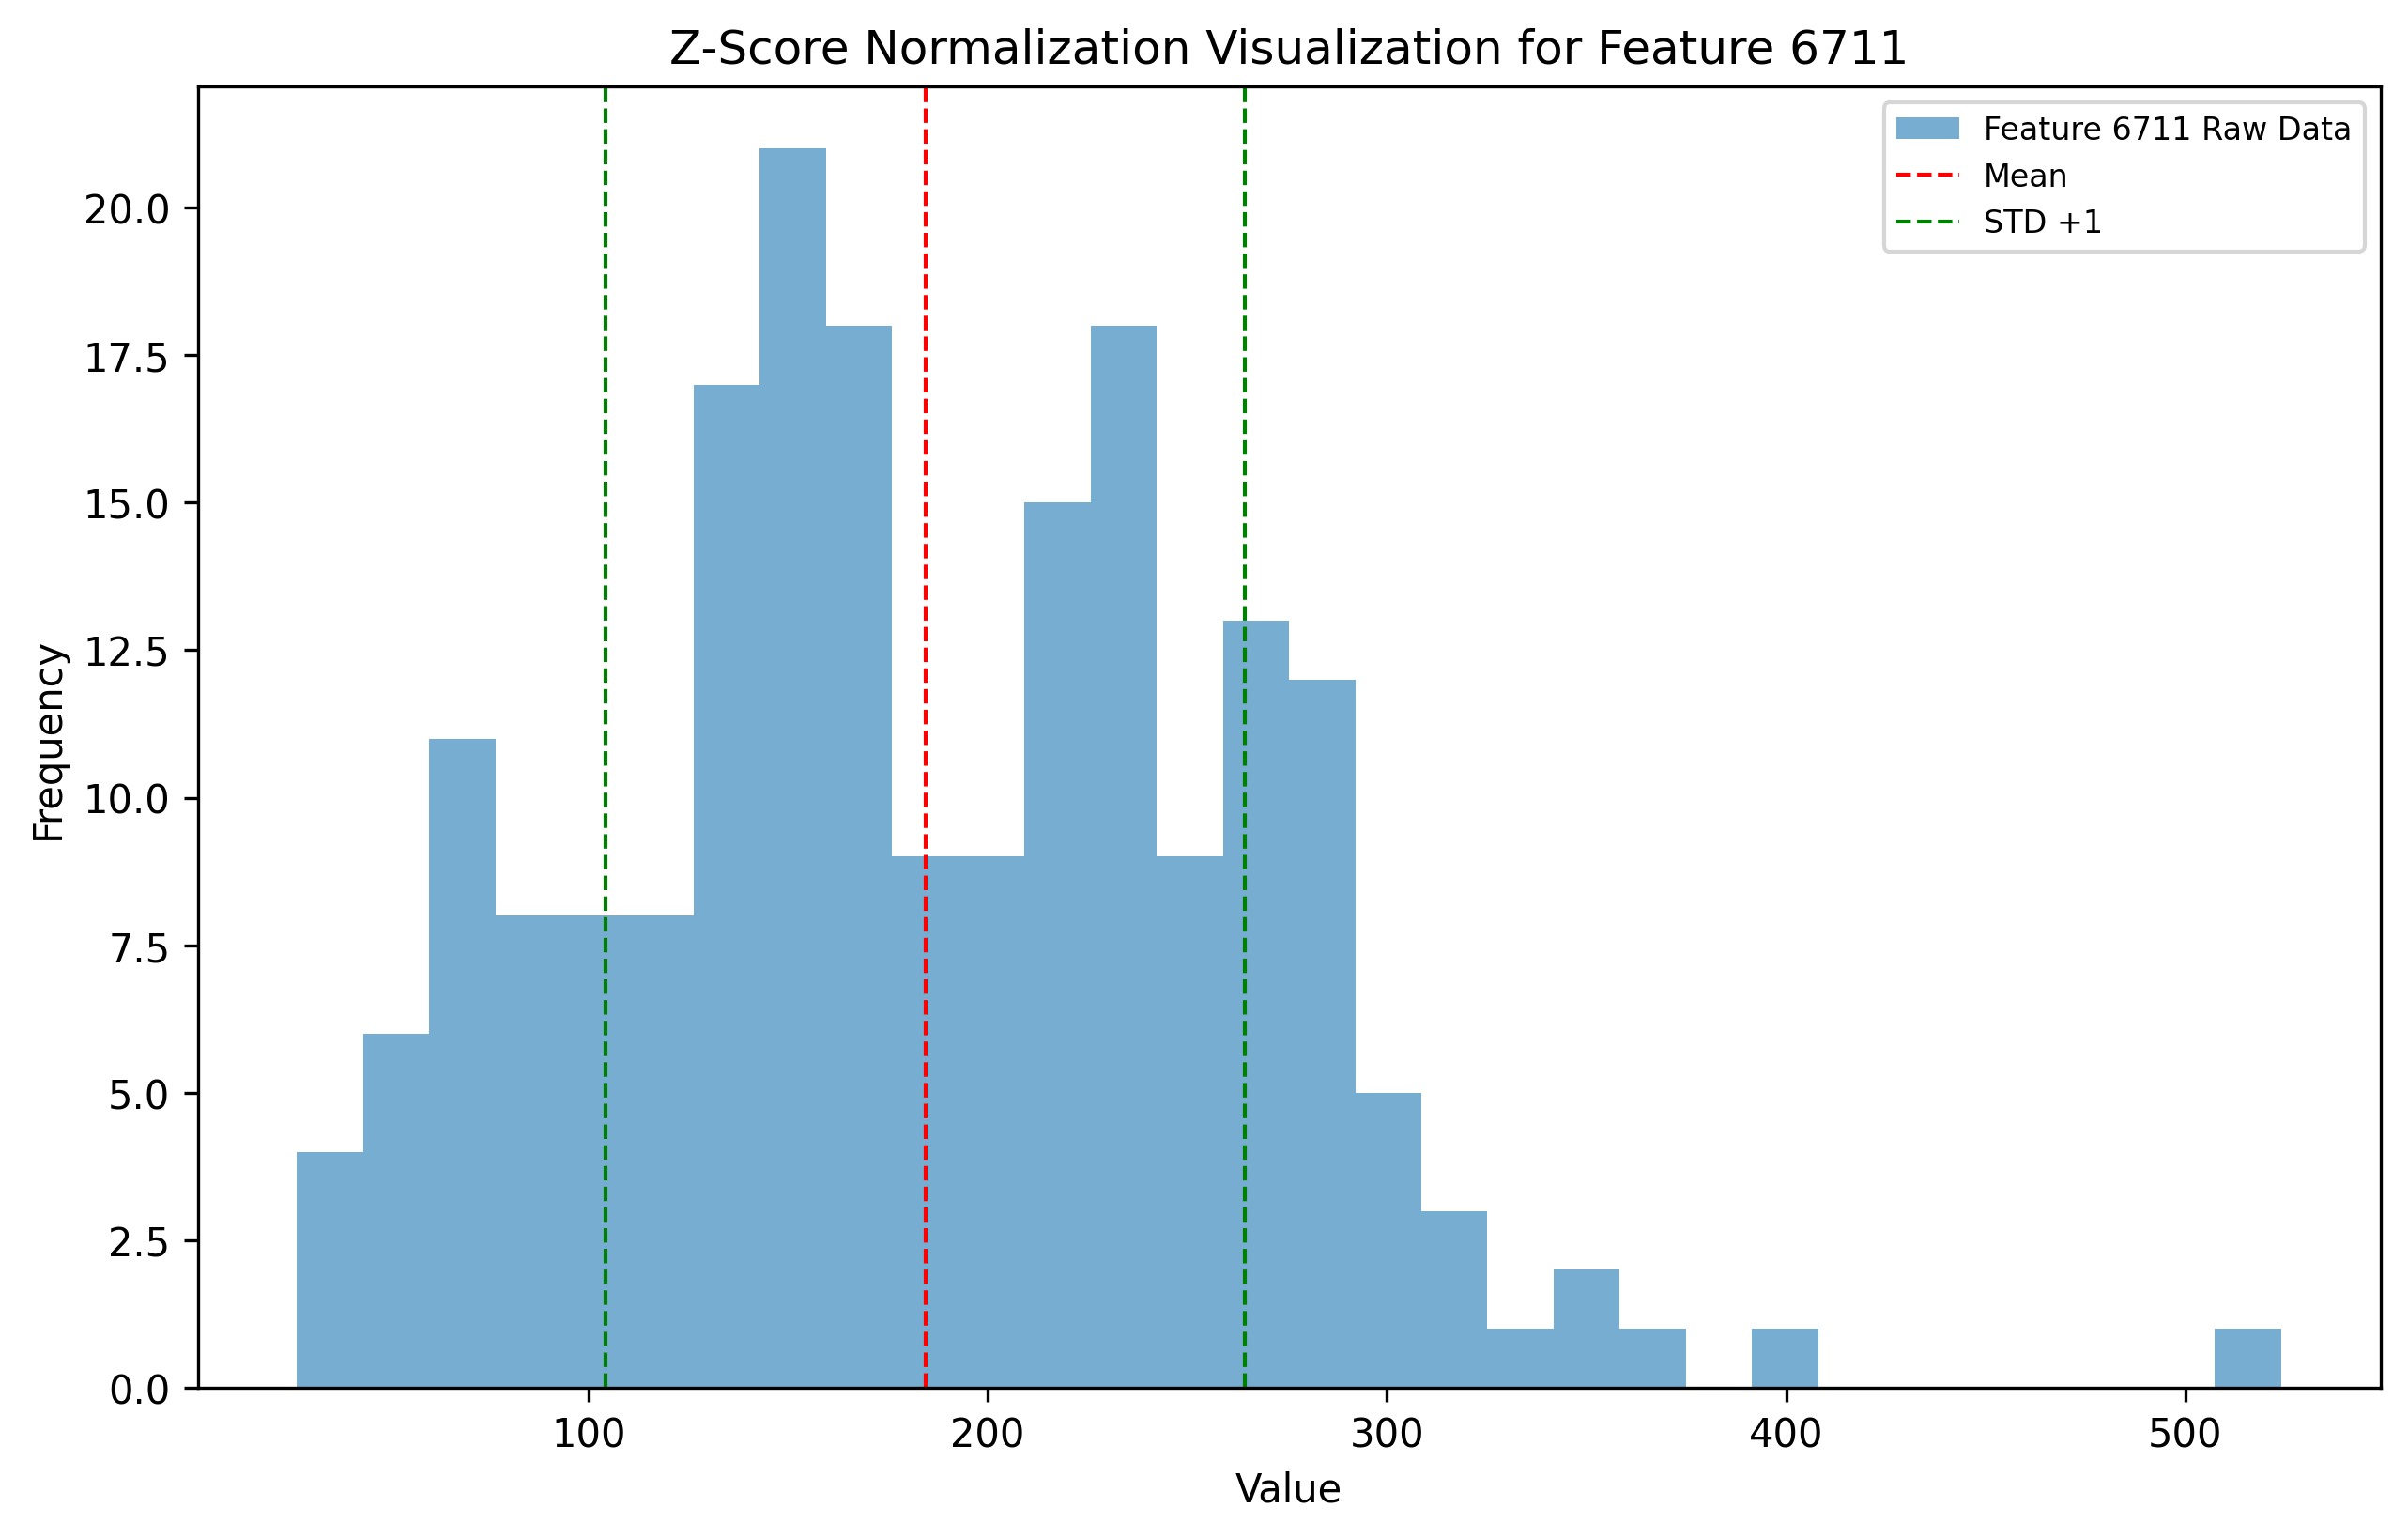 Z-Score Normalization Visualization for Feature 6711
Feature 6711 Raw Data
Mean
STD +1
Frequency
20.0
17.5
15.0
12.5
10.0
7.5
5.0
2.5
0.0
100 200 300 400 500
Value